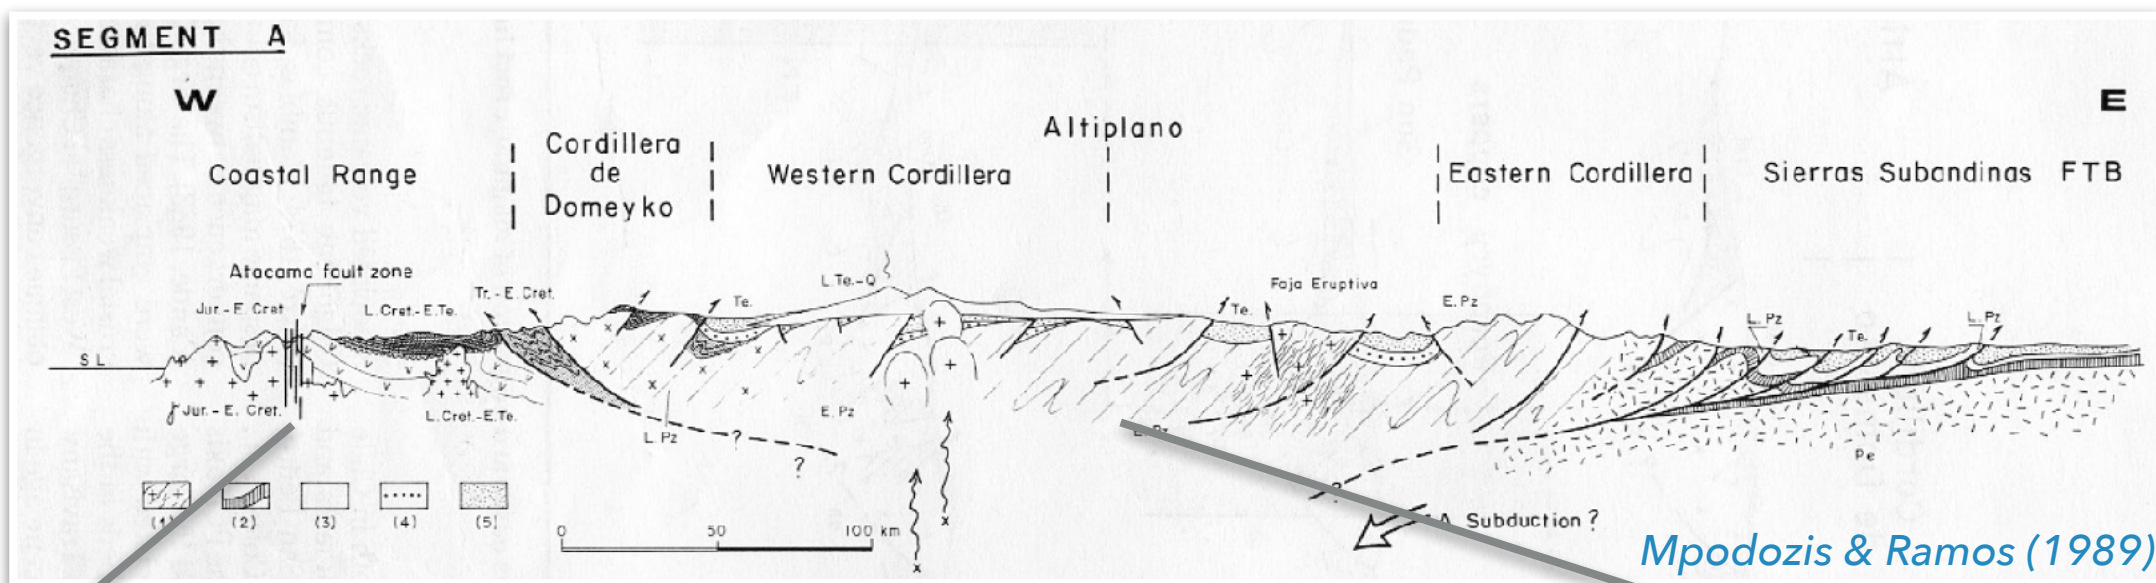 SEGMENT A
W
E
Altiplano
Coastal Range
Cordillera
de
Domeyko
Western Cordillera
Eastern Cordillera
Sierras Subandinas FTB
Atacama fault zone
Jur.- E. Cret
L.Cret.-E.Te.
Tr.-E.Cret.
Te.
L.Te.-Q
Te.
Faja Eruptiva
E.Pz
L.Pz
Te.
L.Pz
SL
Jur.- E. Cret.
L.Cret.-E.Te.
L.Pz
?
?
E.Pz
?
Pe
(1)
(2)
(3)
(4)
(5)
0
50
100 km
A Subduction ?
Mpodozis & Ramos (1989)